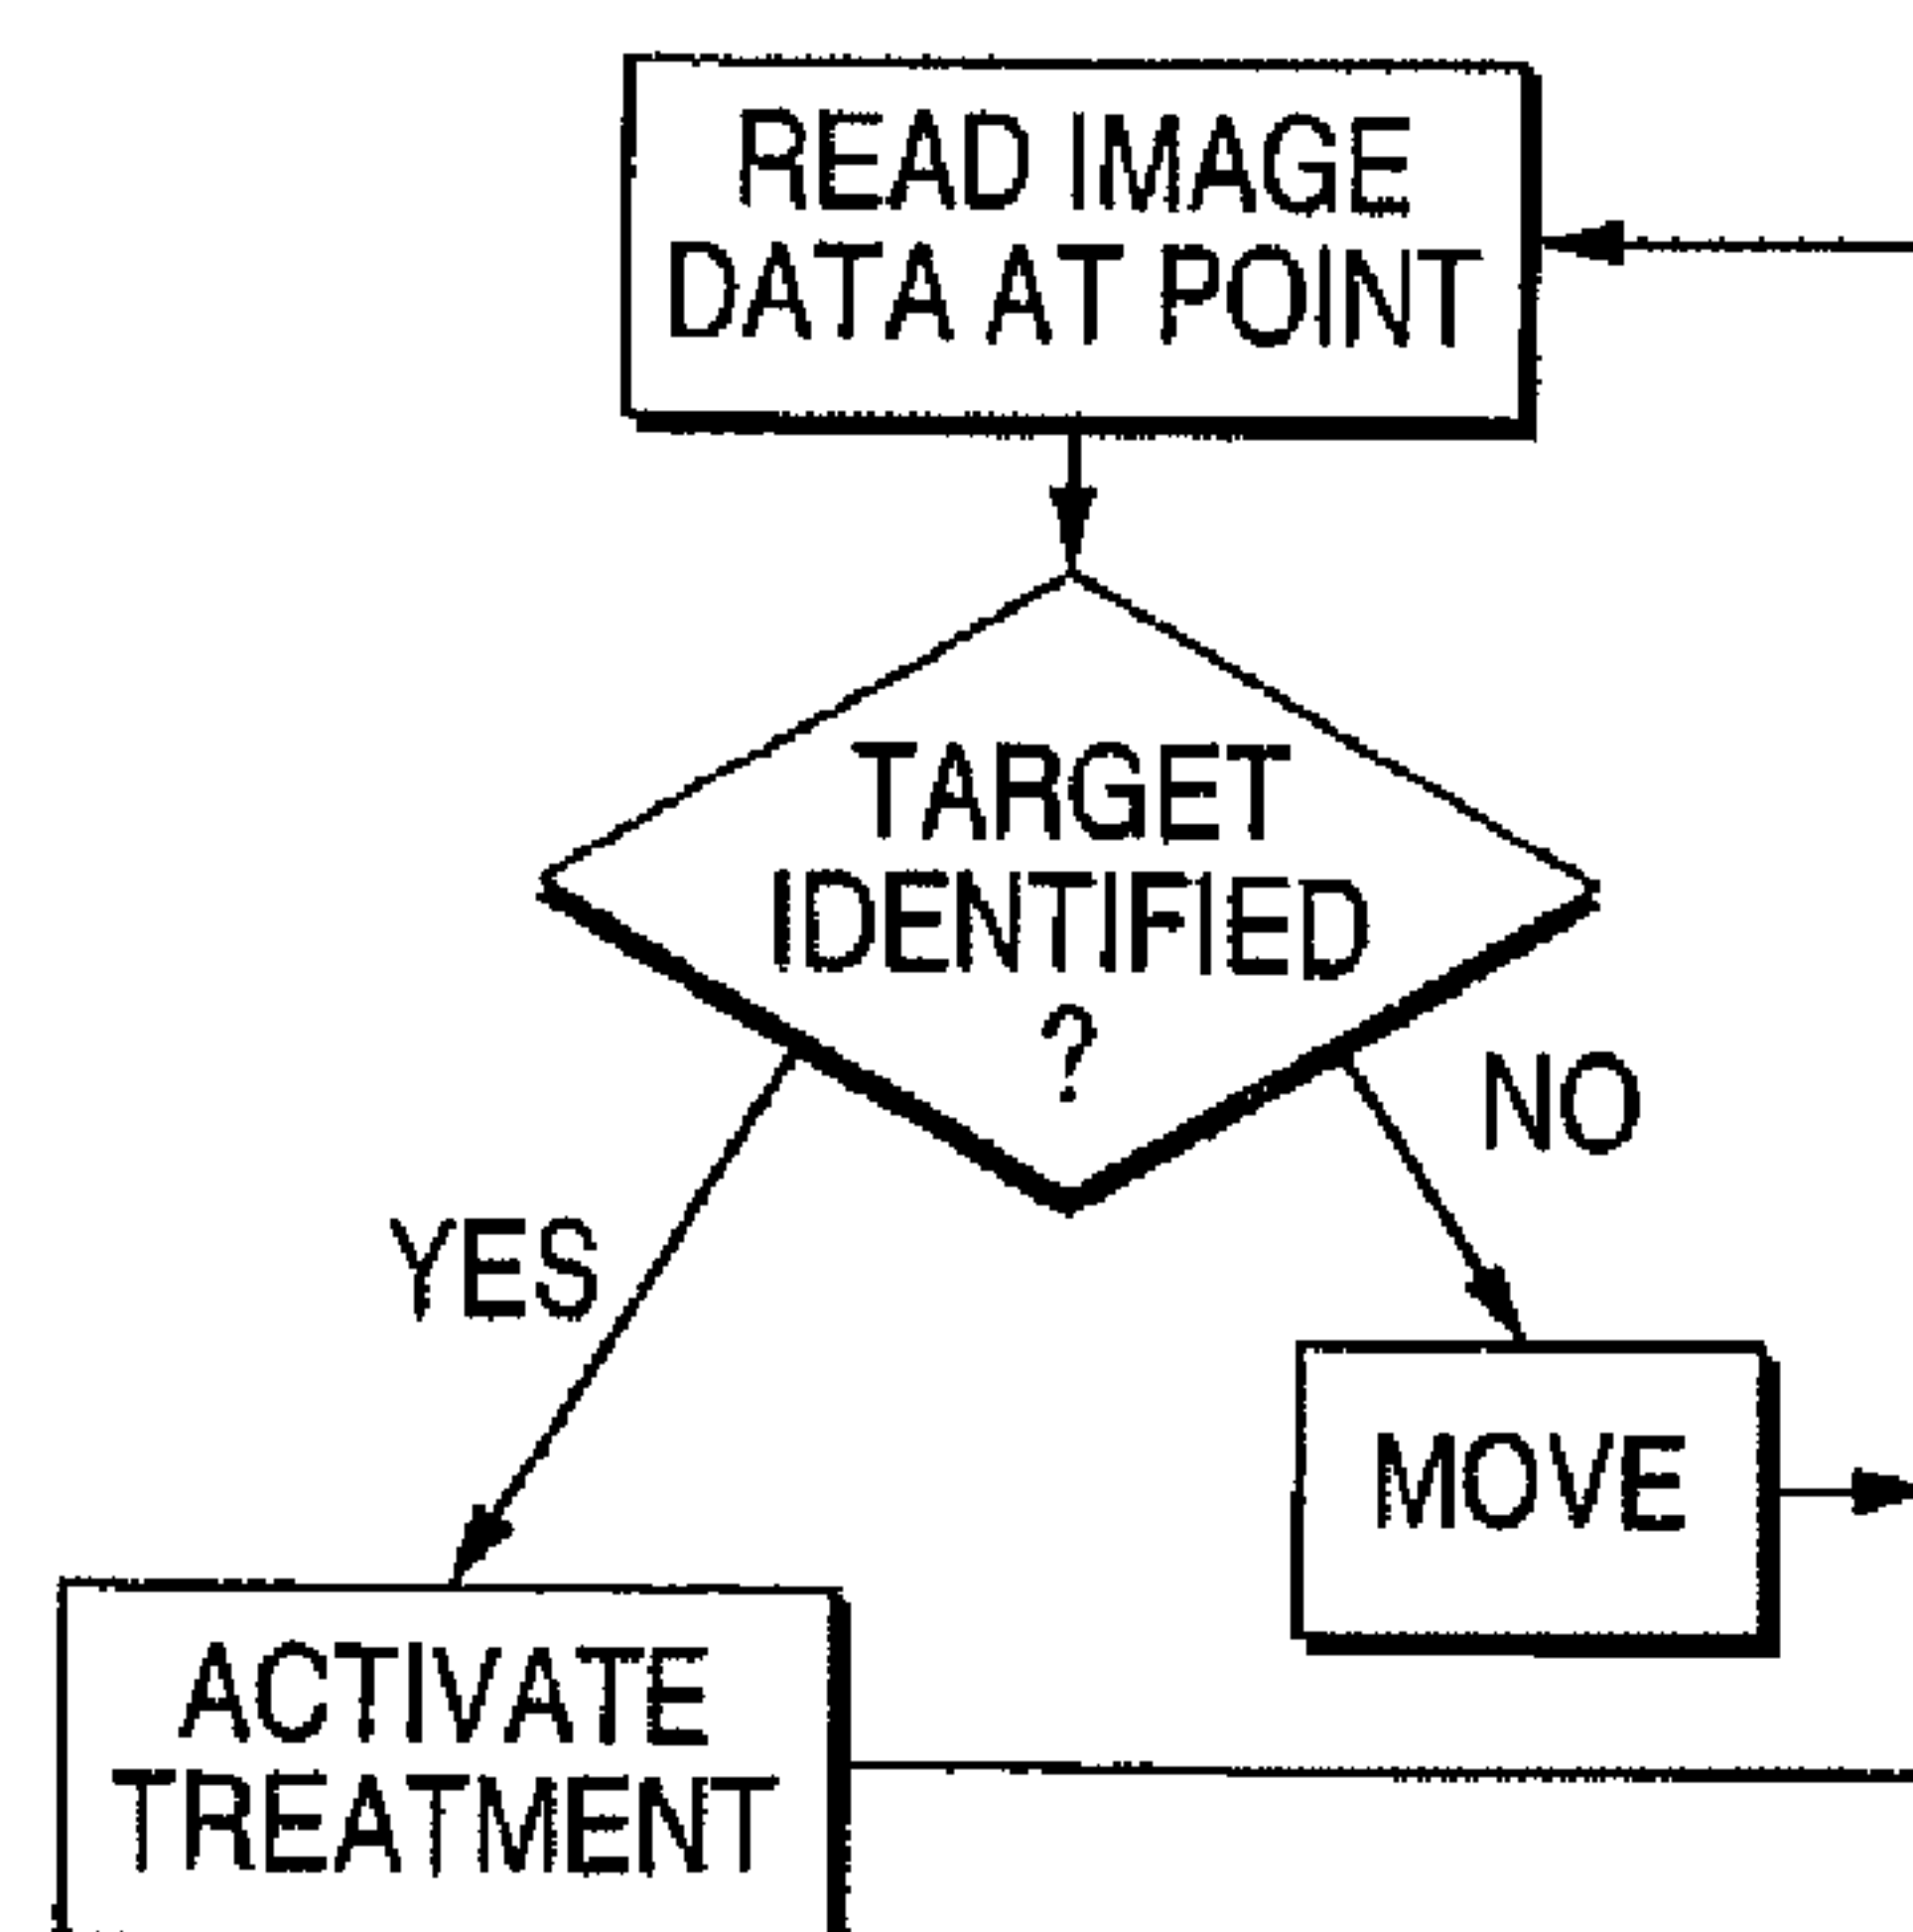 READ IMAGE
DATA AT POINT
TARGET
IDENTIFIED
?
NO
YES
MOVE
ACTIVATE
TREATMENT